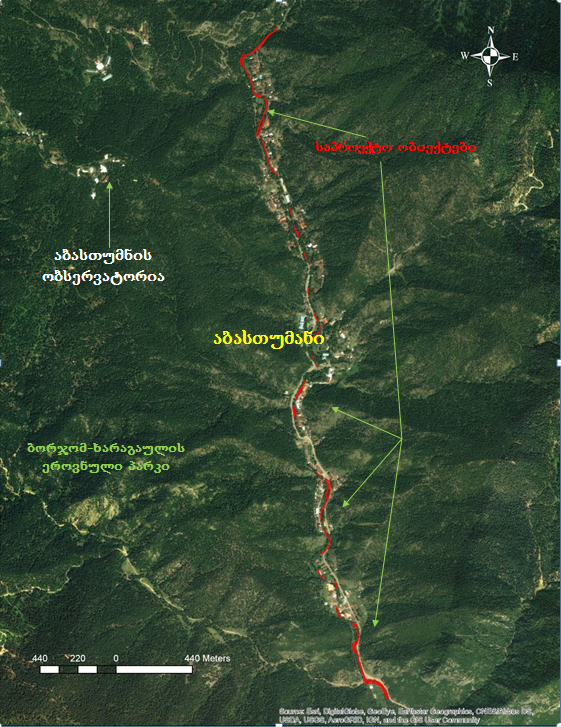 N
W E
S
საპროექტო ობიექტები
აბასთუმნის
ობსერვატორია
აბასთუმანი
ბორჯომ-ხარაგაულის
ეროვნული პარკი
440 220 0 440 Meters
Source: Esri, DigitalGlobe, GeoEye, Earthstar Geographics, CNES/Airbus DS,
USDA, USGS, AeroGRID, IGN, and the GIS User Community